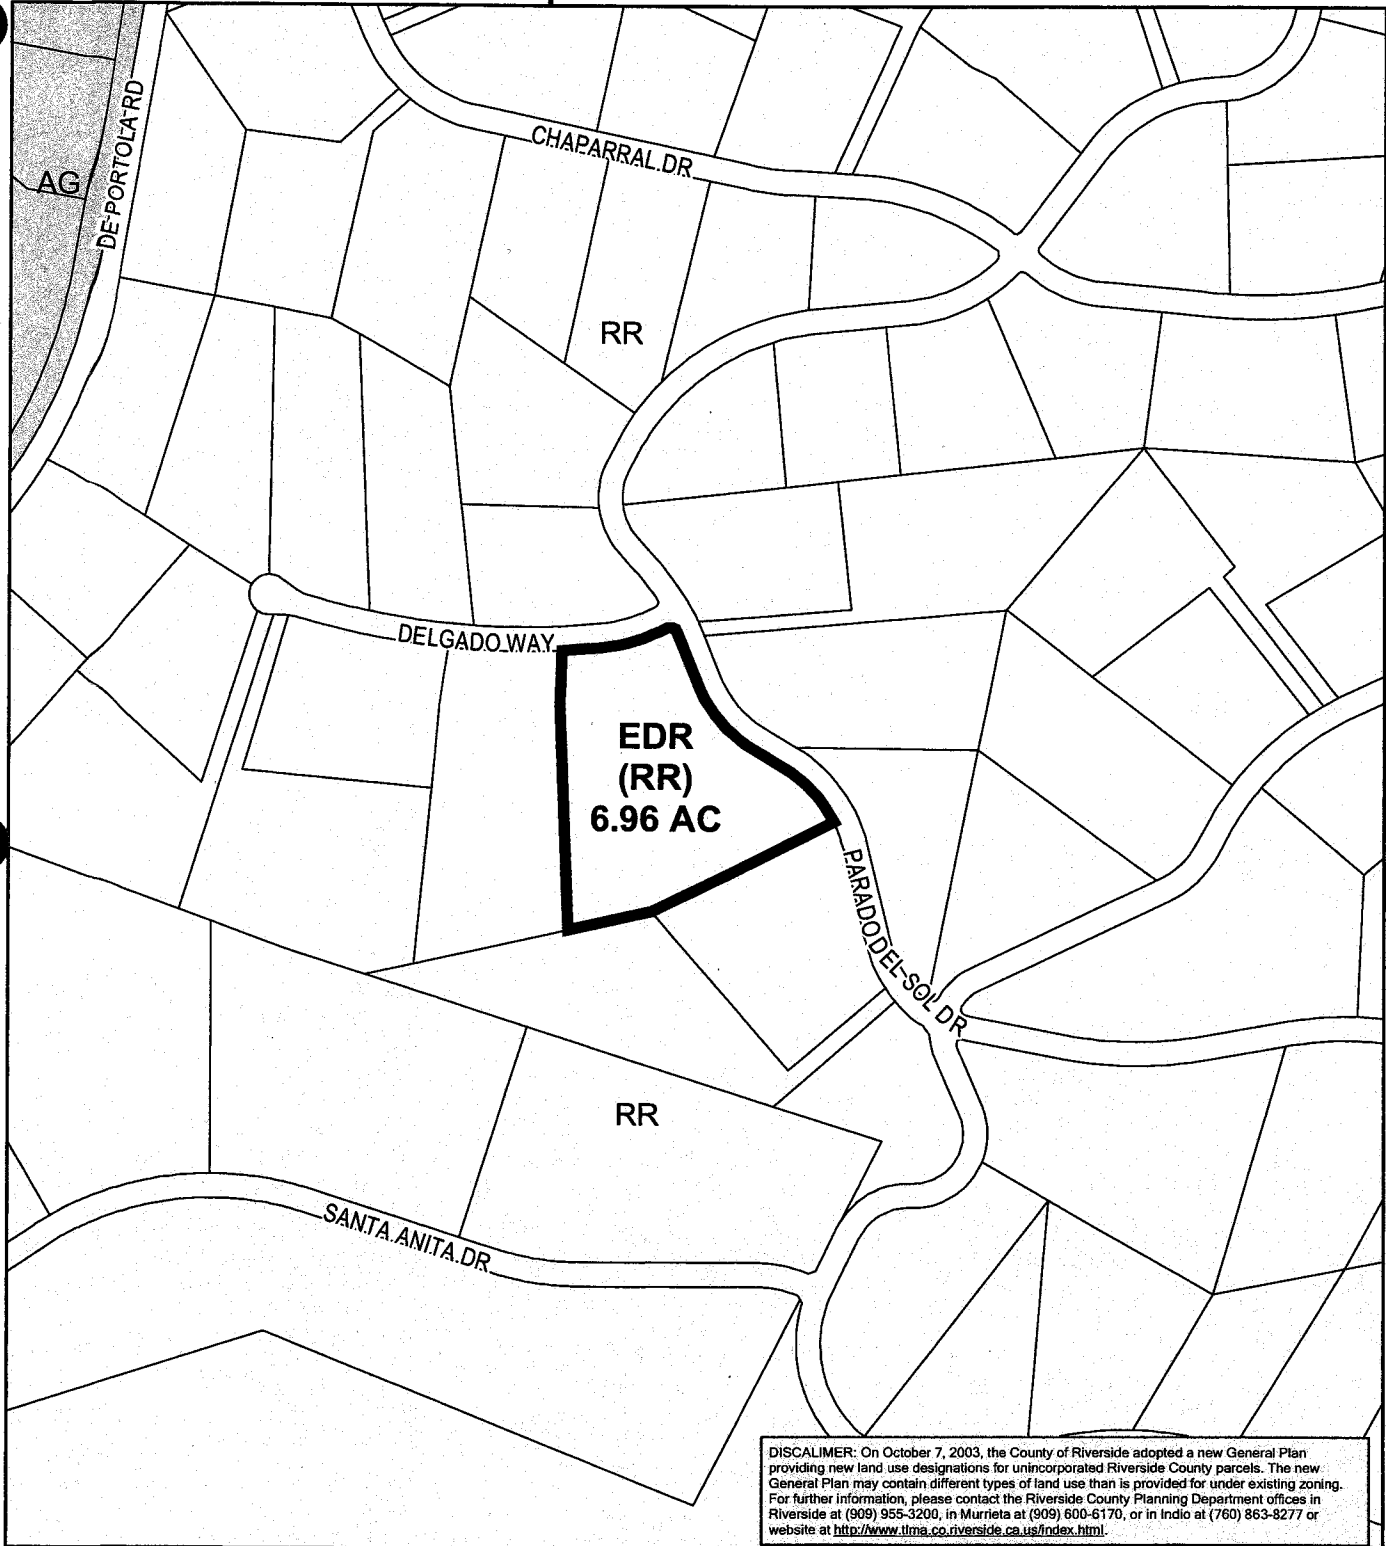 DE PORTOLA RD
AG
CHAPARRAL DR
RR
DELGADO WAY
EDR
(RR)
6.96 AC
PARADO DEL SOL DR
RR
SANTA ANITA DR
DISCALIMER: On October 7, 2003, the County of Riverside adopted a new General Plan
providing new land use designations for unincorporated Riverside County parcels. The new
General Plan may contain different types of land use than is provided for under existing zoning.
For further information, please contact the Riverside County Planning Department offices in
Riverside at (909) 955-3200, in Murrieta at (909) 600-6170, or in Indio at (760) 863-8277 or
website at http://www.tlma.co.riverside.ca.us/index.html.